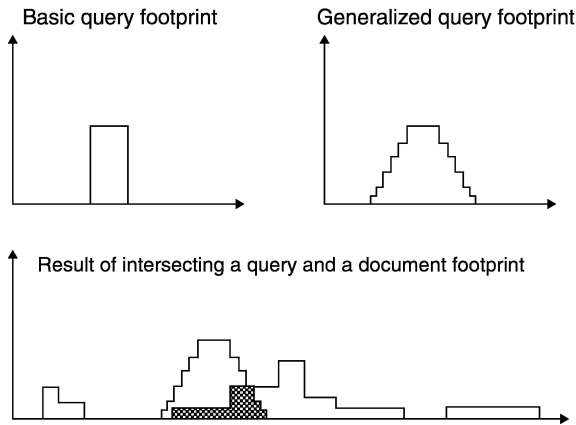 Basic query footprint
Generalized query footprint
Result of intersecting a query and a document footprint